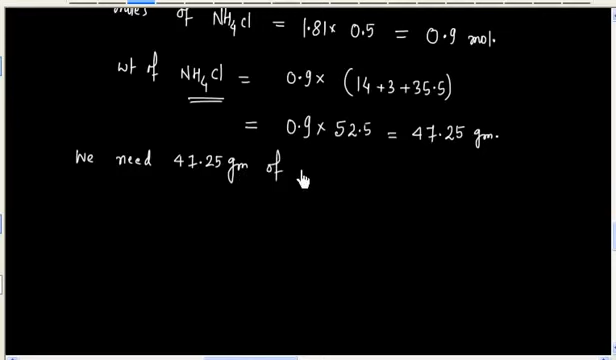 moles of NH4Cl = 1.81 × 0.5 = 0.9 mol.
wt of NH4Cl = 0.9 × (14+3+35.5)
= 0.9 × 52.5 = 47.25 gm.
We need 47.25 gm of